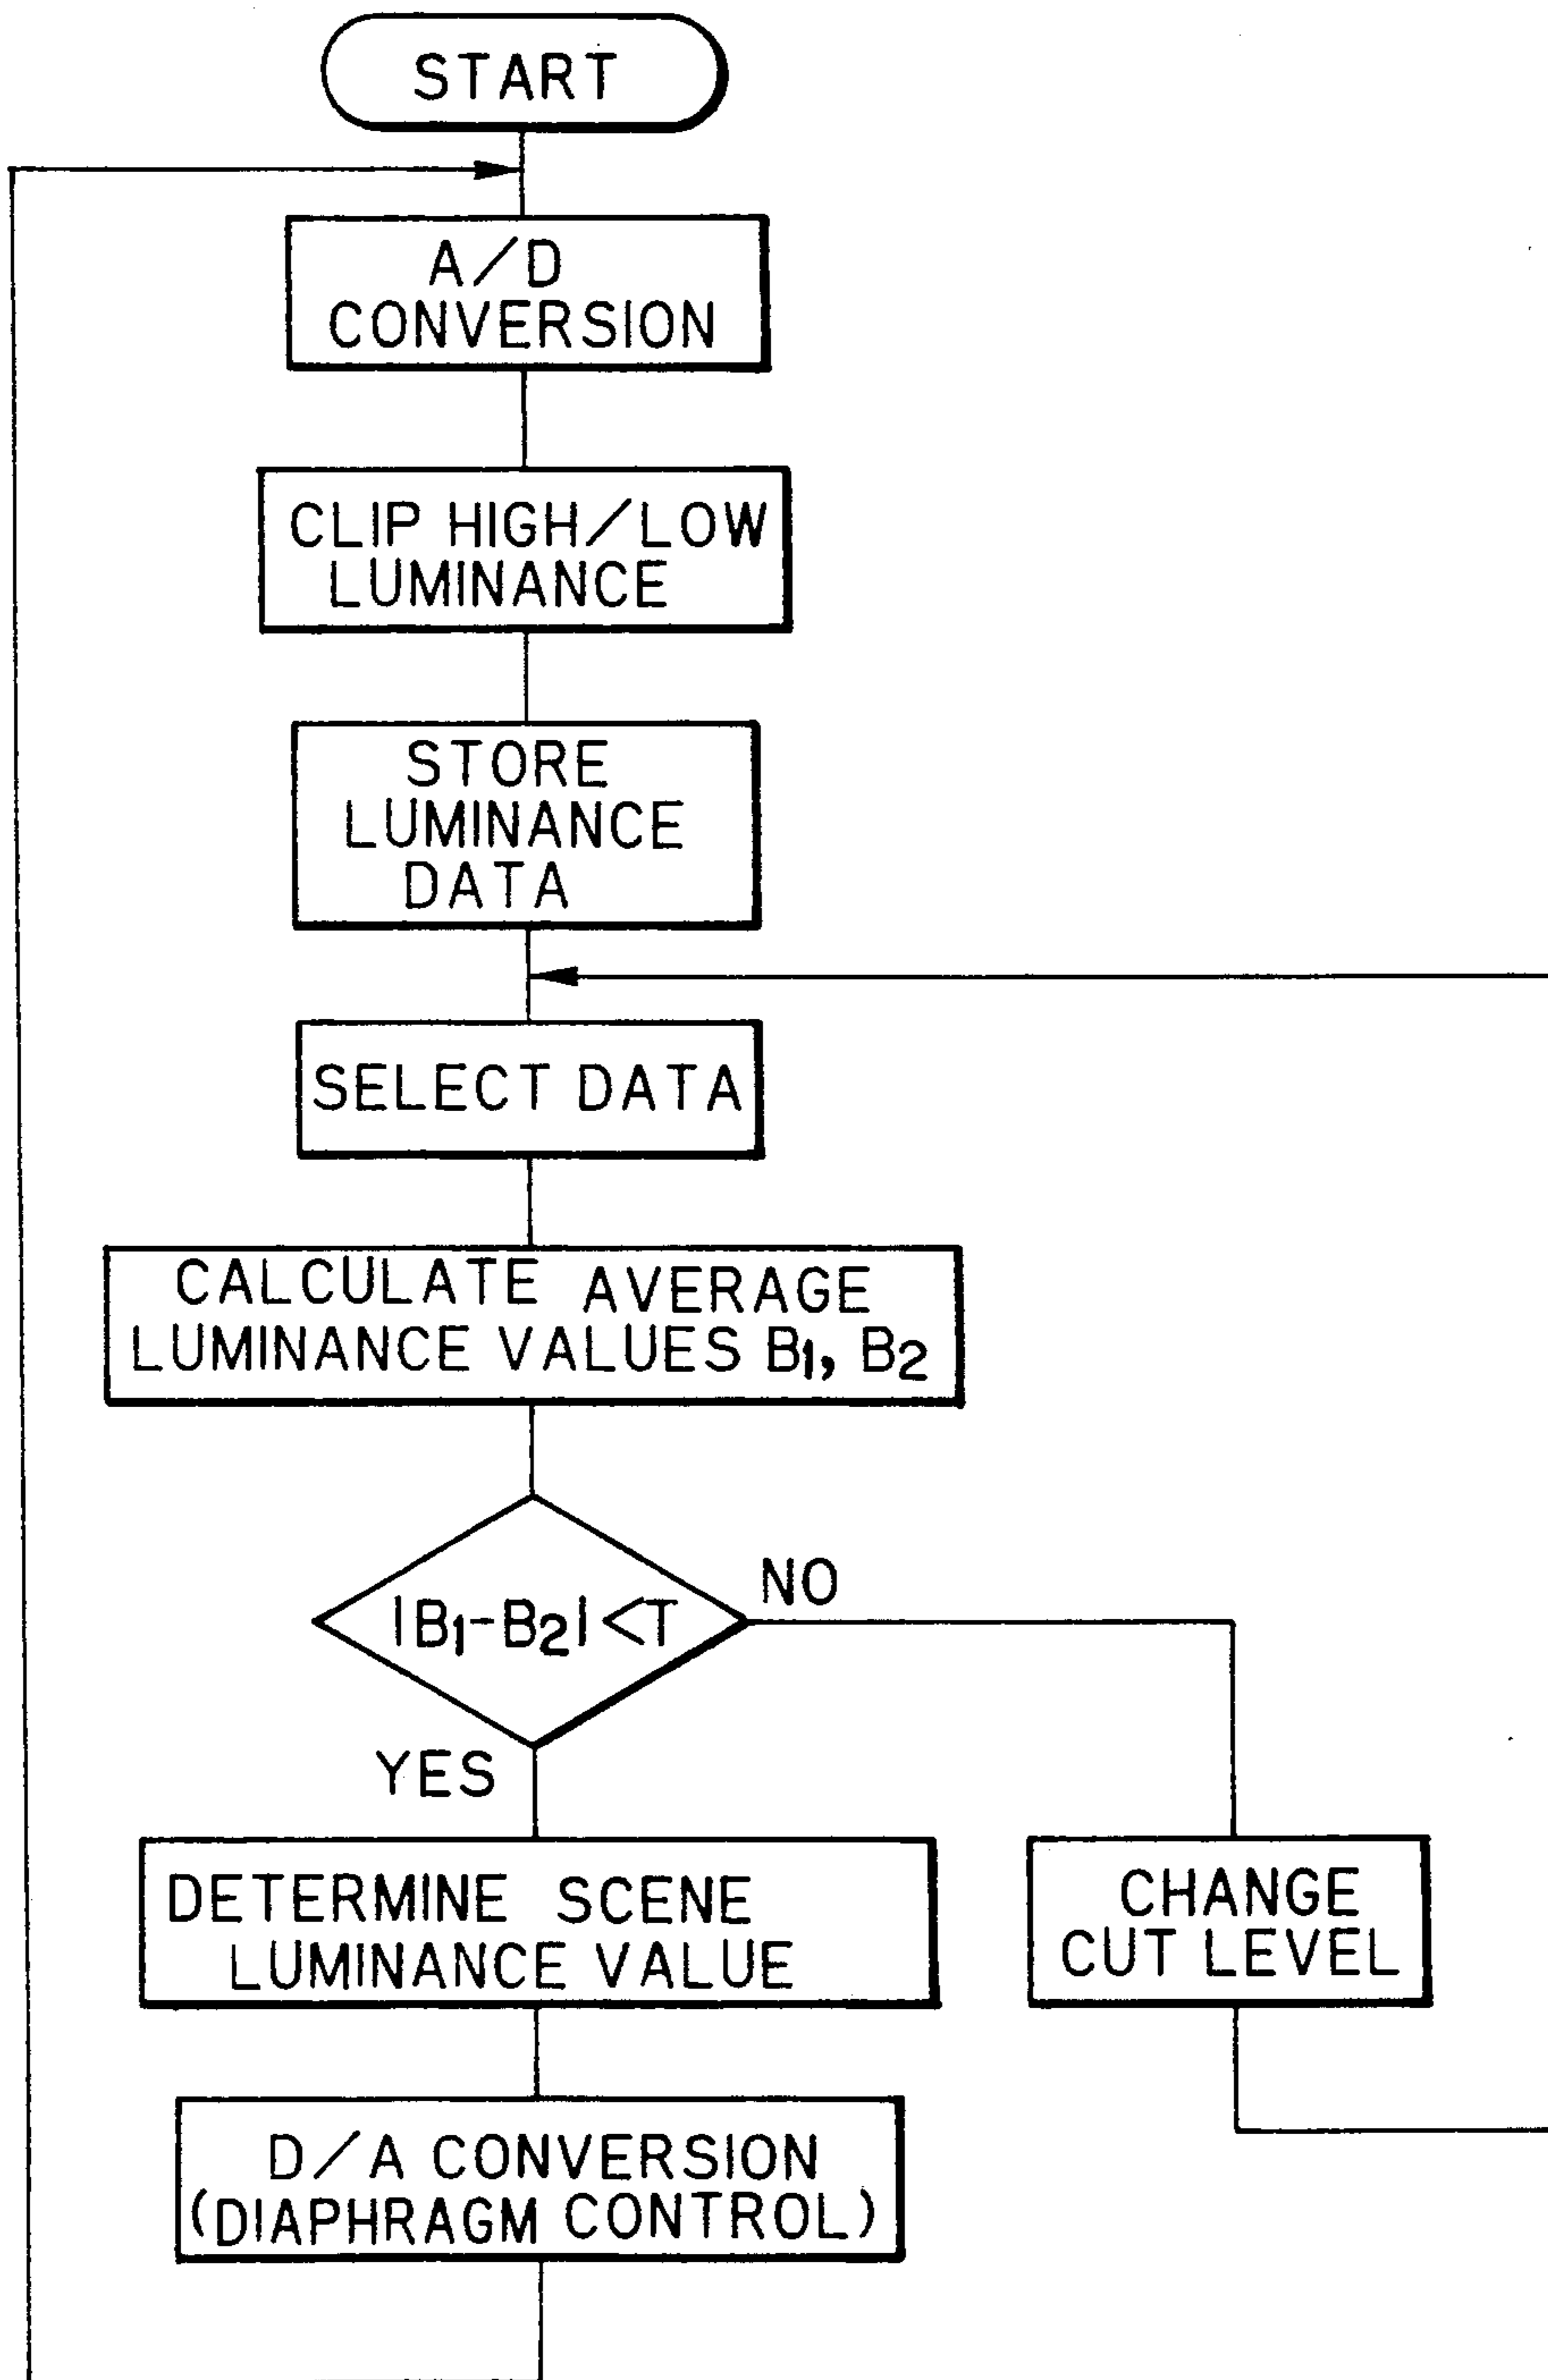 START
A/D
CONVERSION
CLIP HIGH/LOW
LUMINANCE
STORE
LUMINANCE
DATA
SELECT DATA
CALCULATE AVERAGE
LUMINANCE VALUES B1, B2
|B1-B2|<T
NO
YES
DETERMINE SCENE
LUMINANCE VALUE
CHANGE
CUT LEVEL
D/A CONVERSION
(DIAPHRAGM CONTROL)